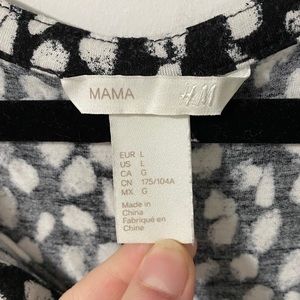 MAMA H&M
EUR L
US L
CA G
CN 175/104A
MX G
Made in
China
Fabriqué en
Chine